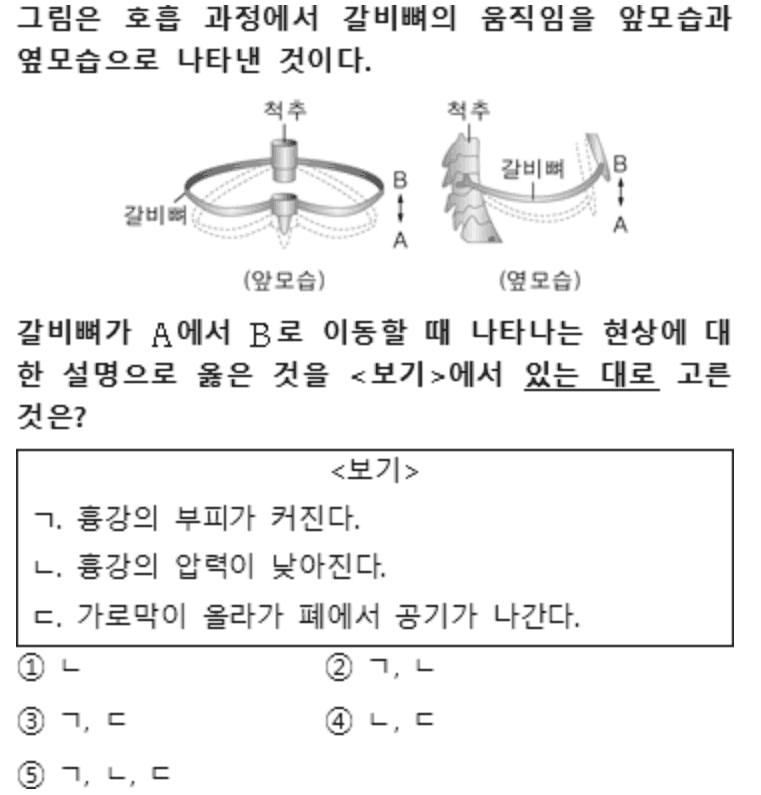 그림은 호흡 과정에서 갈비뼈의 움직임을 앞모습과
옆모습으로 나타낸 것이다.
척추
갈비뼈
B
A
(앞모습)
척추
갈비뼈
B
A
(옆모습)
갈비뼈가 A에서 B로 이동할 때 나타나는 현상에 대
한 설명으로 옳은 것을 <보기>에서 있는 대로 고른
것은?
<보기>
ㄱ. 흉강의 부피가 커진다.
ㄴ. 흉강의 압력이 낮아진다.
ㄷ. 가로막이 올라가 폐에서 공기가 나간다.
① ㄴ ② ㄱ, ㄴ
③ ㄱ, ㄷ ④ ㄴ, ㄷ
⑤ ㄱ, ㄴ, ㄷ